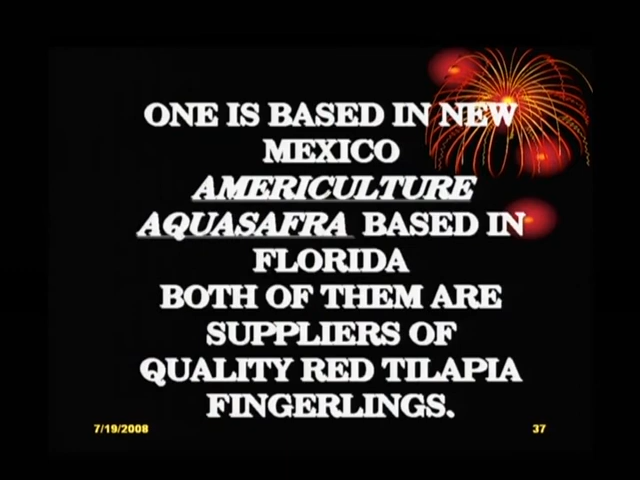 ONE IS BASED IN NEW
MEXICO
AMERICULTURE
AQUASAFRA BASED IN
FLORIDA
BOTH OF THEM ARE
SUPPLIERS OF
QUALITY RED TILAPIA
FINGERLINGS.
7/19/2008
37